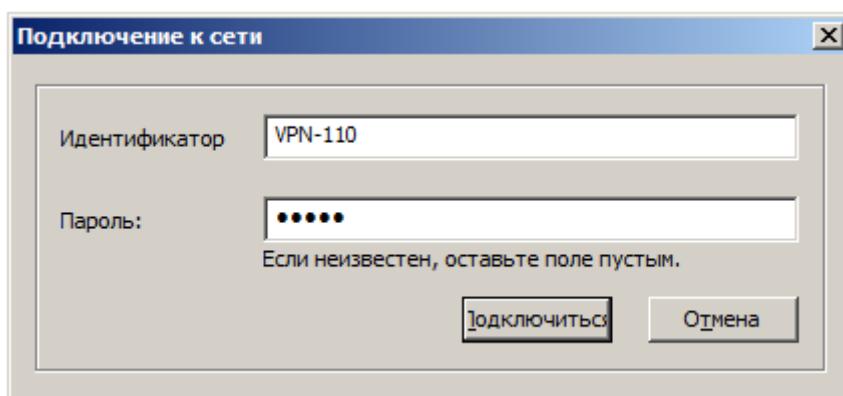 Подключение к сети
Идентификатор
VPN-110
Пароль:
•••••
Если неизвестен, оставьте поле пустым.
Подключиться
Отмена